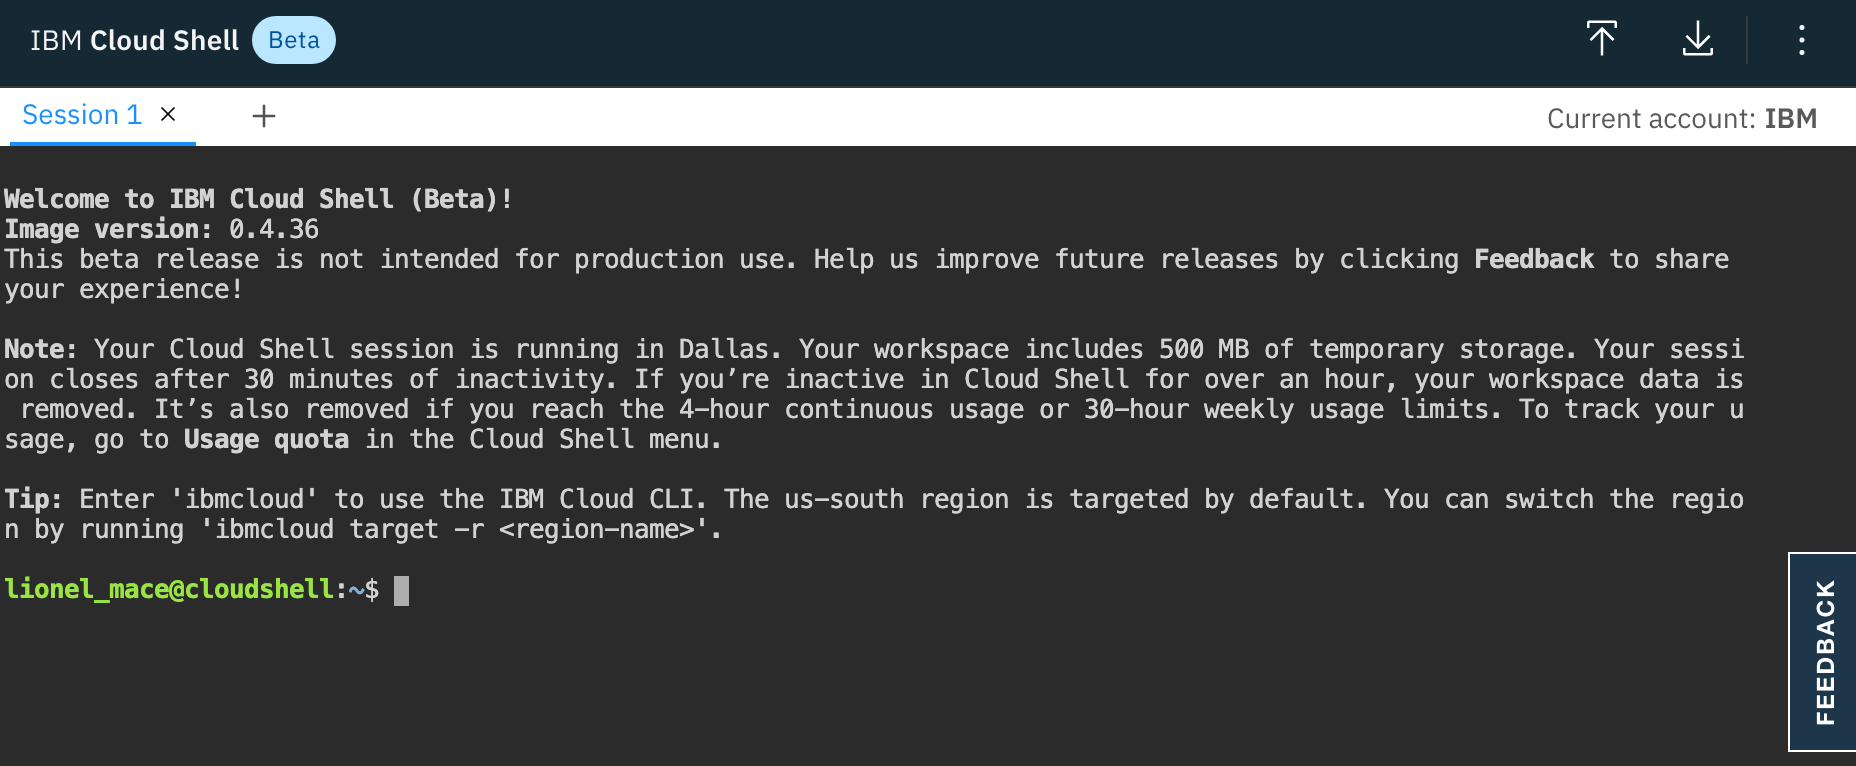 IBM Cloud Shell Beta
Session 1 × +
Current account: IBM
Welcome to IBM Cloud Shell (Beta)!
Image version: 0.4.36
This beta release is not intended for production use. Help us improve future releases by clicking Feedback to share
your experience!
Note: Your Cloud Shell session is running in Dallas. Your workspace includes 500 MB of temporary storage. Your sessi
on closes after 30 minutes of inactivity. If you’re inactive in Cloud Shell for over an hour, your workspace data is
 removed. It’s also removed if you reach the 4-hour continuous usage or 30-hour weekly usage limits. To track your u
sage, go to Usage quota in the Cloud Shell menu.
Tip: Enter 'ibmcloud' to use the IBM Cloud CLI. The us-south region is targeted by default. You can switch the regio
n by running 'ibmcloud target -r <region-name>'.
lionel_mace@cloudshell:~$
FEEDBACK